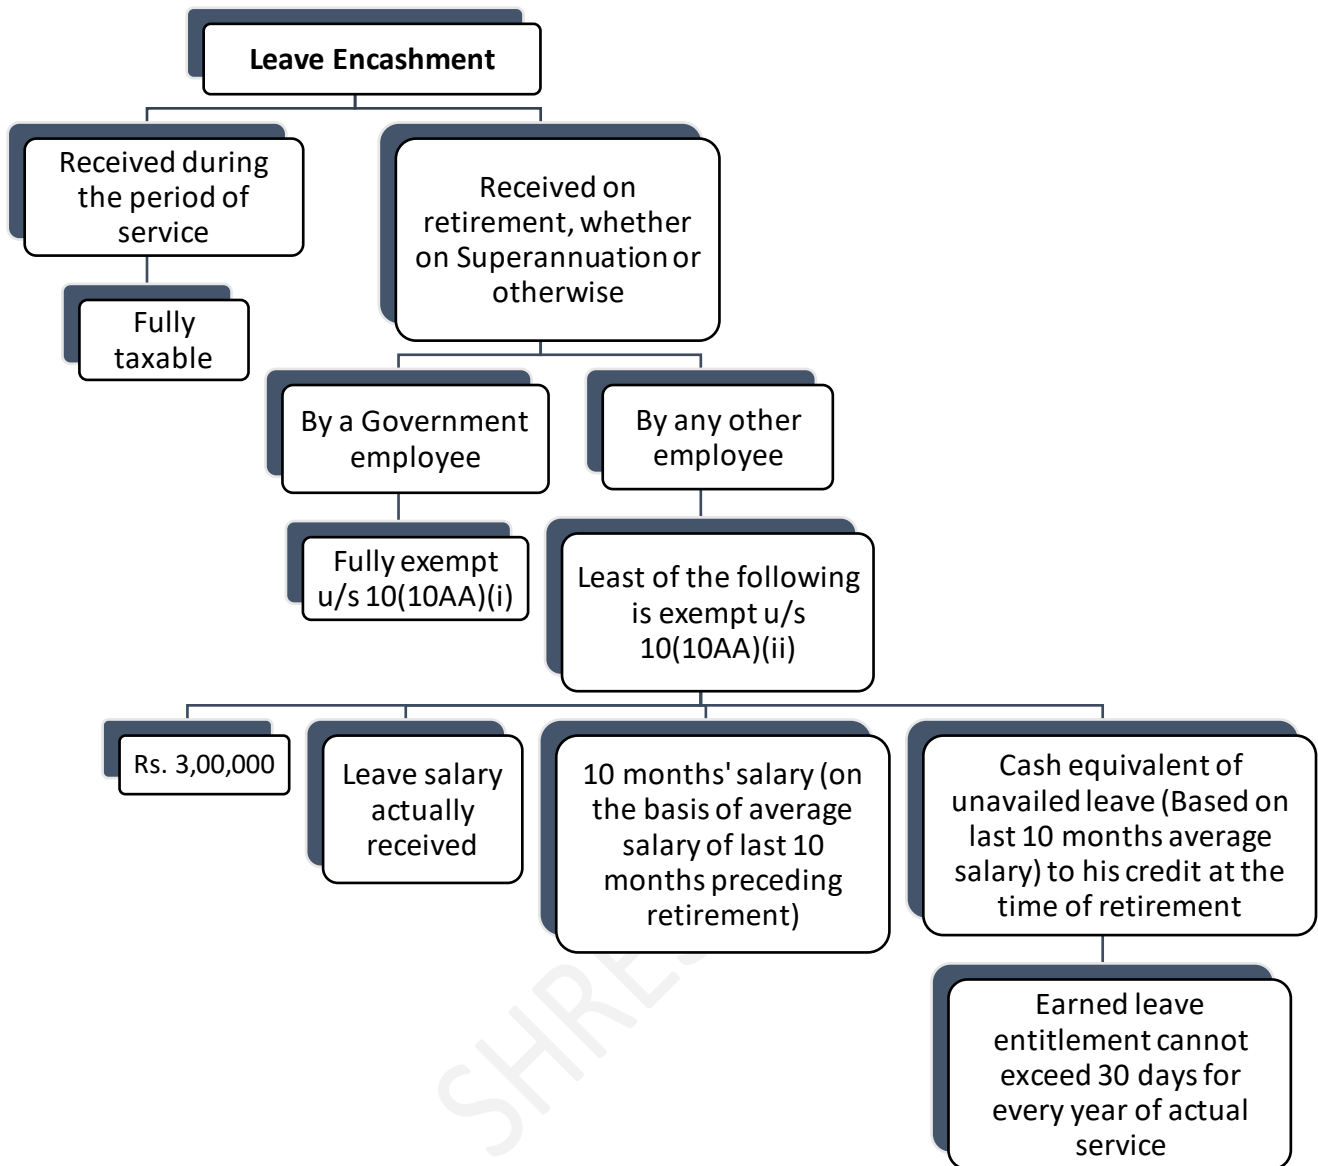 Leave Encashment
Received during
the period of
service
Fully
taxable
Received on
retirement, whether
on Superannuation or
otherwise
By a Government
employee
Fully exempt
u/s 10(10AA)(i)
By any other
employee
Least of the following
is exempt u/s
10(10AA)(ii)
Rs. 3,00,000
Leave salary
actually
received
10 months' salary (on
the basis of average
salary of last 10
months preceding
retirement)
Cash equivalent of
unavailed leave (Based on
last 10 months average
salary) to his credit at the
time of retirement
Earned leave
entitlement cannot
exceed 30 days for
every year of actual
service